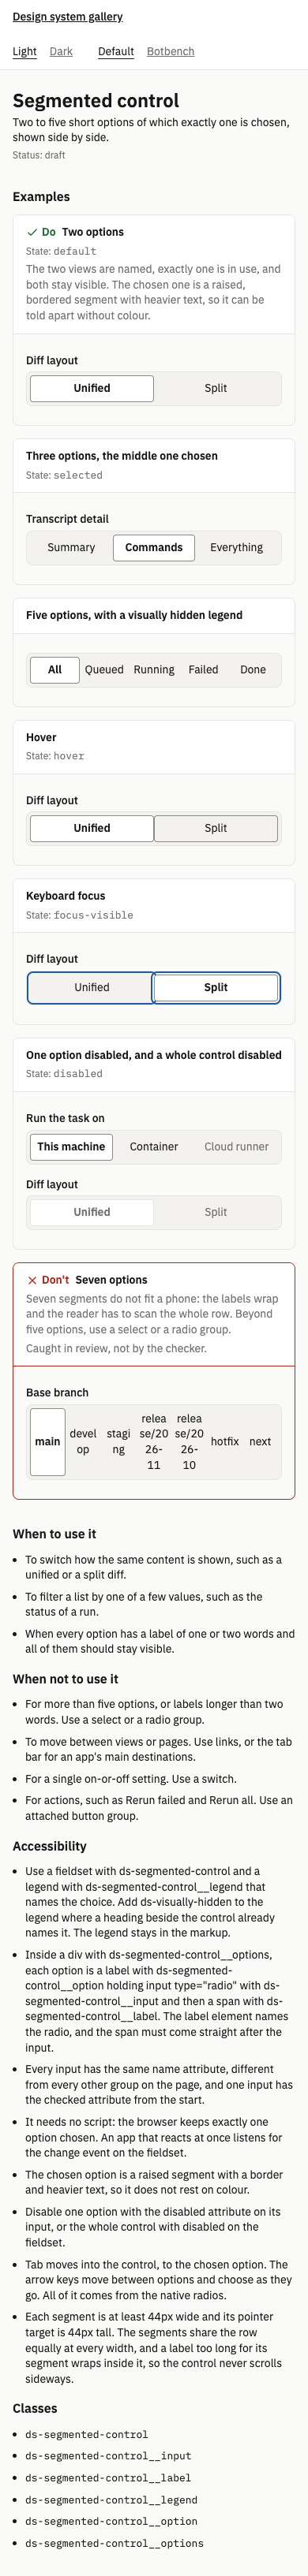 Design system gallery
Light Dark Default Botbench
Segmented control
Two to five short options of which exactly one is chosen,
shown side by side.
Status: draft
Examples
Do Two options
State: default
The two views are named, exactly one is in use, and
both stay visible. The chosen one is a raised,
bordered segment with heavier text, so it can be
told apart without colour.
Diff layout
Unified Split
Three options, the middle one chosen
State: selected
Transcript detail
Summary Commands Everything
Five options, with a visually hidden legend
All Queued Running Failed Done
Hover
State: hover
Diff layout
Unified Split
Keyboard focus
State: focus-visible
Diff layout
Unified Split
One option disabled, and a whole control disabled
State: disabled
Run the task on
This machine Container Cloud runner
Diff layout
Unified Split
Don't Seven options
Seven segments do not fit a phone: the labels wrap
and the reader has to scan the whole row. Beyond
five options, use a select or a radio group.
Caught in review, not by the checker.
Base branch
main
devel
op
stagi
ng
relea
se/20
26-
11
relea
se/20
26-
10
hotfix
next
When to use it
• To switch how the same content is shown, such as a
unified or a split diff.
• To filter a list by one of a few values, such as the
status of a run.
• When every option has a label of one or two words and
all of them should stay visible.
When not to use it
• For more than five options, or labels longer than two
words. Use a select or a radio group.
• To move between views or pages. Use links, or the tab
bar for an app's main destinations.
• For a single on-or-off setting. Use a switch.
• For actions, such as Rerun failed and Rerun all. Use an
attached button group.
Accessibility
• Use a fieldset with ds-segmented-control and a
legend with ds-segmented-control__legend that
names the choice. Add ds-visually-hidden to the
legend where a heading beside the control already
names it. The legend stays in the markup.
• Inside a div with ds-segmented-control__options,
each option is a label with ds-segmented-
control__option holding input type="radio" with ds-
segmented-control__input and then a span with ds-
segmented-control__label. The label element names
the radio, and the span must come straight after the
input.
• Every input has the same name attribute, different
from every other group on the page, and one input has
the checked attribute from the start.
• It needs no script: the browser keeps exactly one
option chosen. An app that reacts at once listens for
the change event on the fieldset.
• The chosen option is a raised segment with a border
and heavier text, so it does not rest on colour.
• Disable one option with the disabled attribute on its
input, or the whole control with disabled on the
fieldset.
• Tab moves into the control, to the chosen option. The
arrow keys move between options and choose as they
go. All of it comes from the native radios.
• Each segment is at least 44px wide and its pointer
target is 44px tall. The segments share the row
equally at every width, and a label too long for its
segment wraps inside it, so the control never scrolls
sideways.
Classes
• ds-segmented-control
• ds-segmented-control__input
• ds-segmented-control__label
• ds-segmented-control__legend
• ds-segmented-control__option
• ds-segmented-control__options